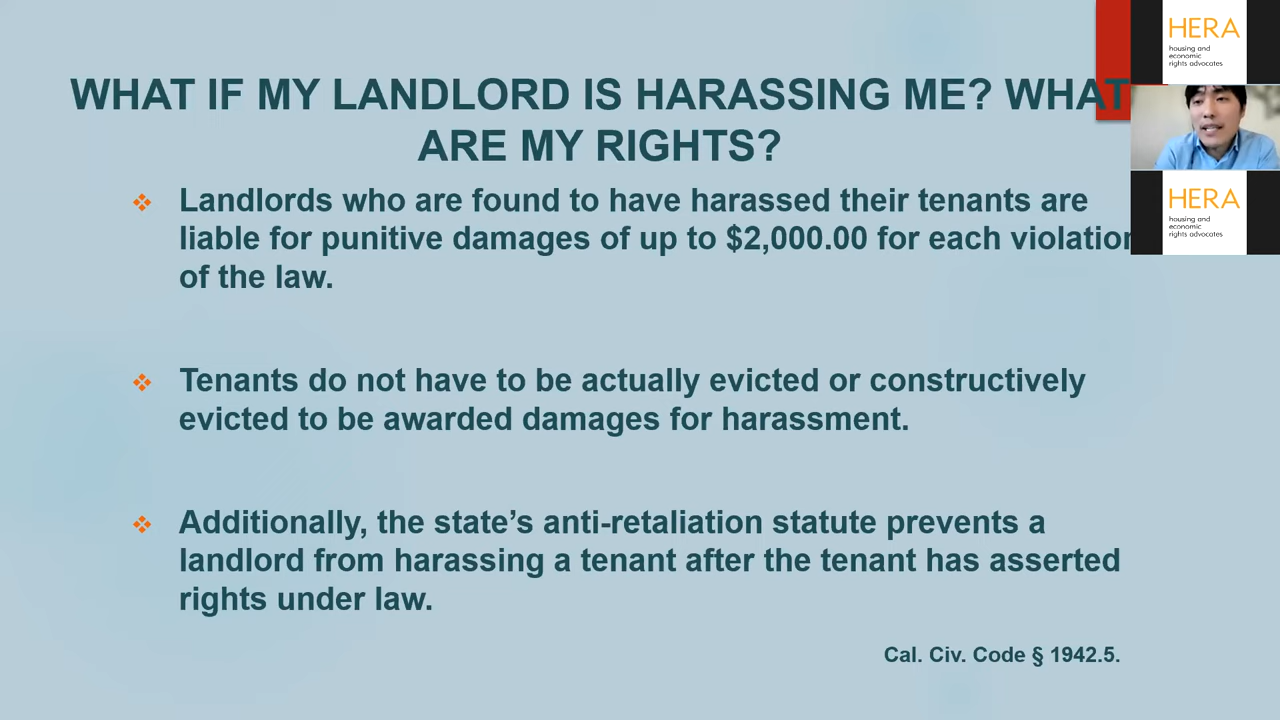 WHAT IF MY LANDLORD IS HARASSING ME? WHAT
ARE MY RIGHTS?
Landlords who are found to have harassed their tenants are
liable for punitive damages of up to $2,000.00 for each violation
of the law.
Tenants do not have to be actually evicted or constructively
evicted to be awarded damages for harassment.
Additionally, the state’s anti-retaliation statute prevents a
landlord from harassing a tenant after the tenant has asserted
rights under law.
Cal. Civ. Code § 1942.5.
HERA
housing and
economic
rights advocates
HERA
housing and
economic
rights advocates